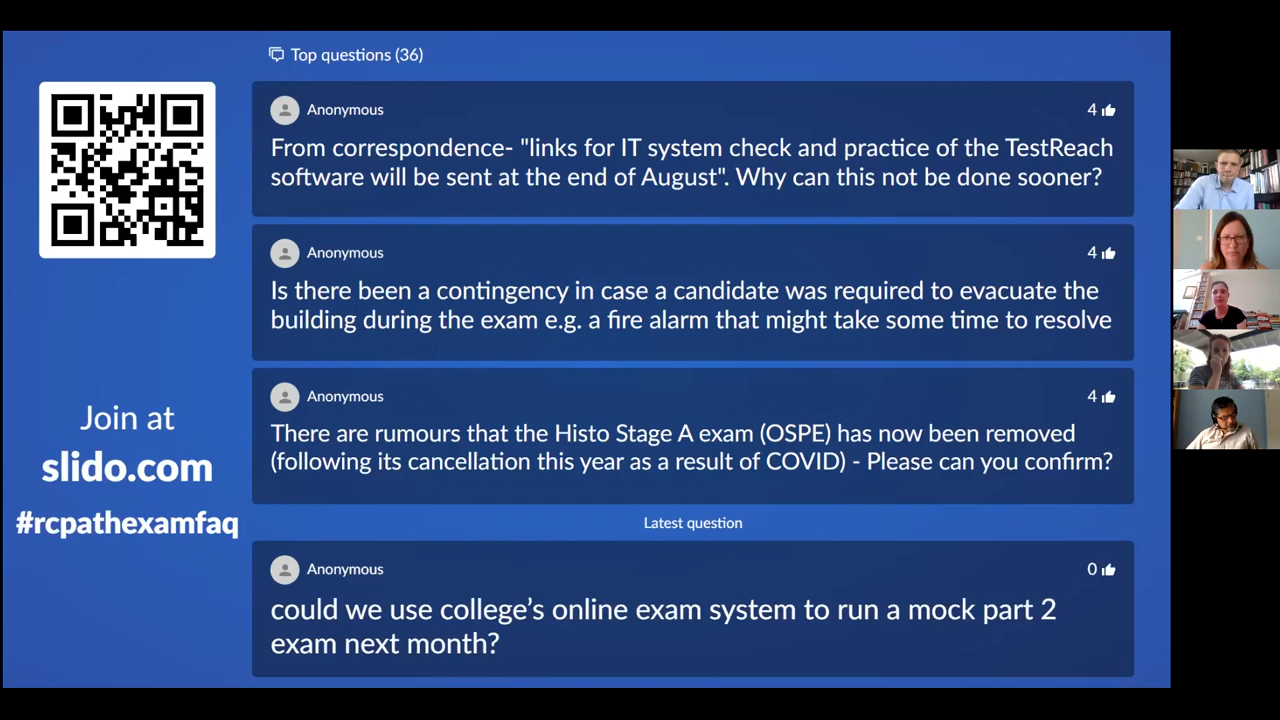 Top questions (36)
Anonymous
4
From correspondence- "links for IT system check and practice of the TestReach
software will be sent at the end of August". Why can this not be done sooner?
Anonymous
4
Is there been a contingency in case a candidate was required to evacuate the
building during the exam e.g. a fire alarm that might take some time to resolve
Anonymous
4
There are rumours that the Histo Stage A exam (OSPE) has now been removed
(following its cancellation this year as a result of COVID) - Please can you confirm?
Join at
slido.com
#rcpathexamfaq
Latest question
Anonymous
0
could we use college’s online exam system to run a mock part 2
exam next month?